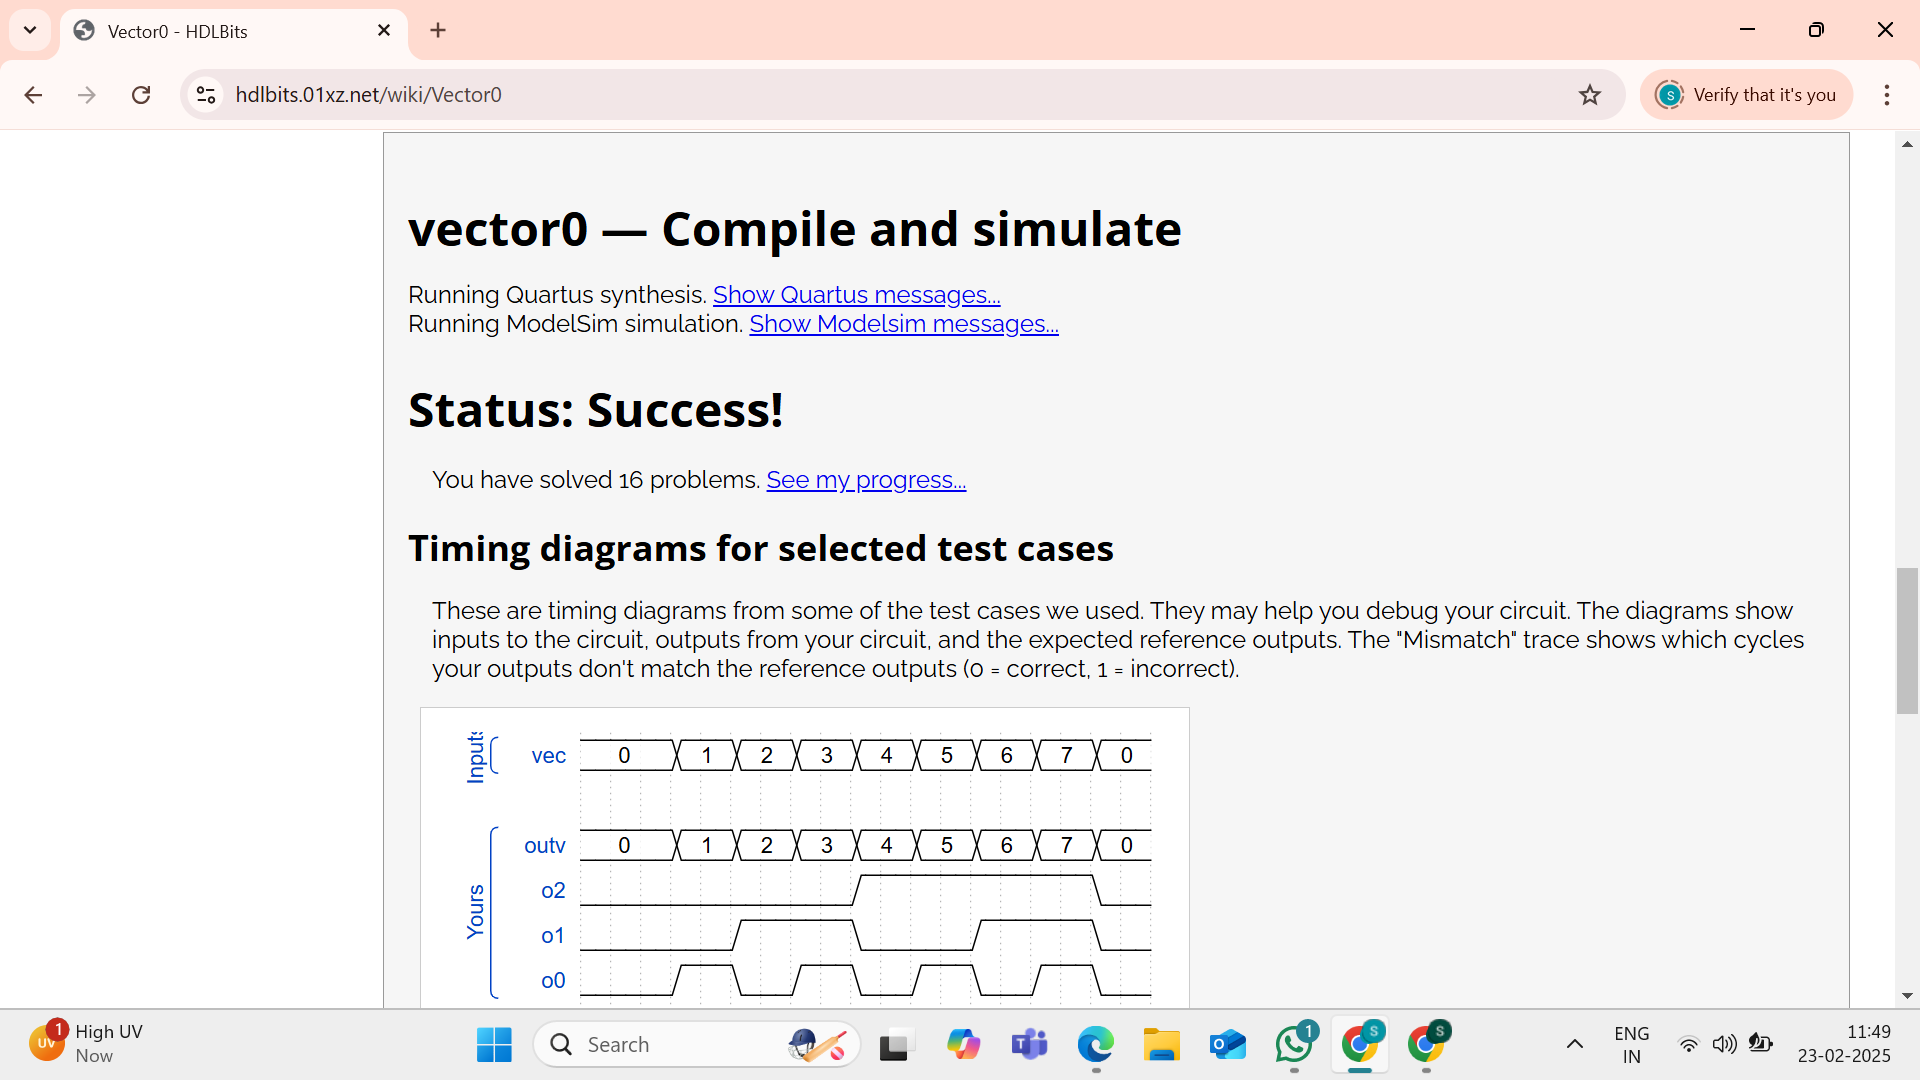 Vector0 - HDLBits
hdlbits.01xz.net/wiki/Vector0
S
Verify that it's you
vector0 — Compile and simulate
Running Quartus synthesis. Show Quartus messages...
Running ModelSim simulation. Show Modelsim messages...
Status: Success!
You have solved 16 problems. See my progress...
Timing diagrams for selected test cases
These are timing diagrams from some of the test cases we used. They may help you debug your circuit. The diagrams show
inputs to the circuit, outputs from your circuit, and the expected reference outputs. The "Mismatch" trace shows which cycles
your outputs don't match the reference outputs (0 = correct, 1 = incorrect).
Inputs
vec 0 1 2 3 4 5 6 7 0
Yours
outv 0 1 2 3 4 5 6 7 0
o2
o1
o0
UV 1
High UV
Now
Search
T
1
S
S
ENG
IN
11:49
23-02-2025